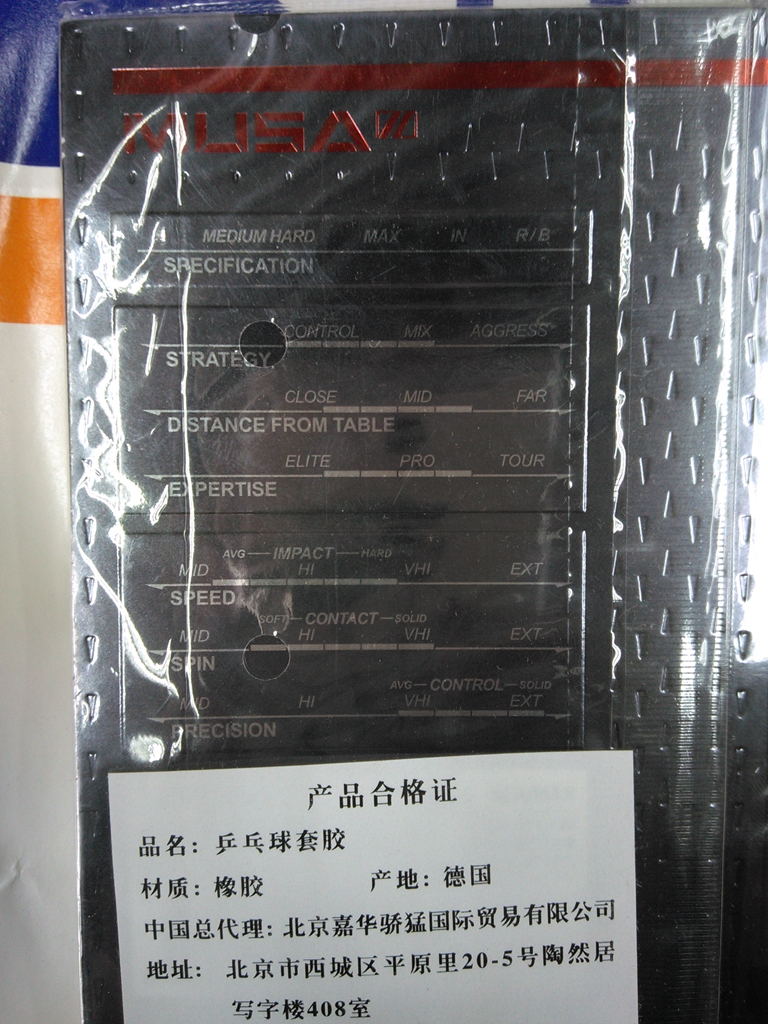 MUSA
MEDIUM HARD MAX IN R/B
SPECIFICATION
CONTROL MIX AGGRESS
STRATEGY
CLOSE MID FAR
DISTANCE FROM TABLE
ELITE PRO TOUR
EXPERTISE
AVG — IMPACT — HARD
MID HI VHI EXT
SPEED
SOFT — CONTACT — SOLID
MID HI VHI EXT
SPIN
AVG — CONTROL — SOLID
MID HI VHI EXT
PRECISION
产品合格证
品名: 乒乓球套胶
材质: 橡胶 产地: 德国
中国总代理: 北京嘉华骄猛国际贸易有限公司
地址: 北京市西城区平原里20-5号陶然居
写字楼408室